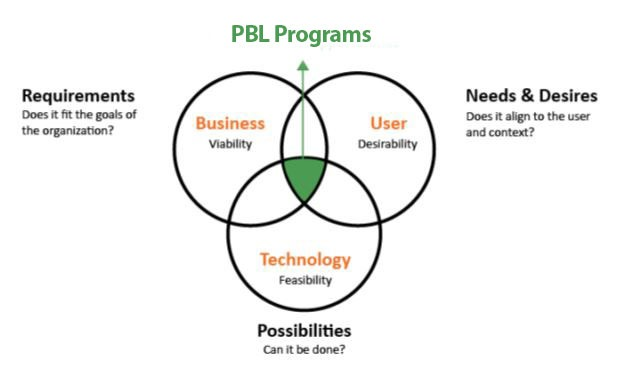 PBL Programs
Requirements
Does it fit the goals of
the organization?
Needs & Desires
Does it align to the user
and context?
Business
Viability
User
Desirability
Technology
Feasibility
Possibilities
Can it be done?